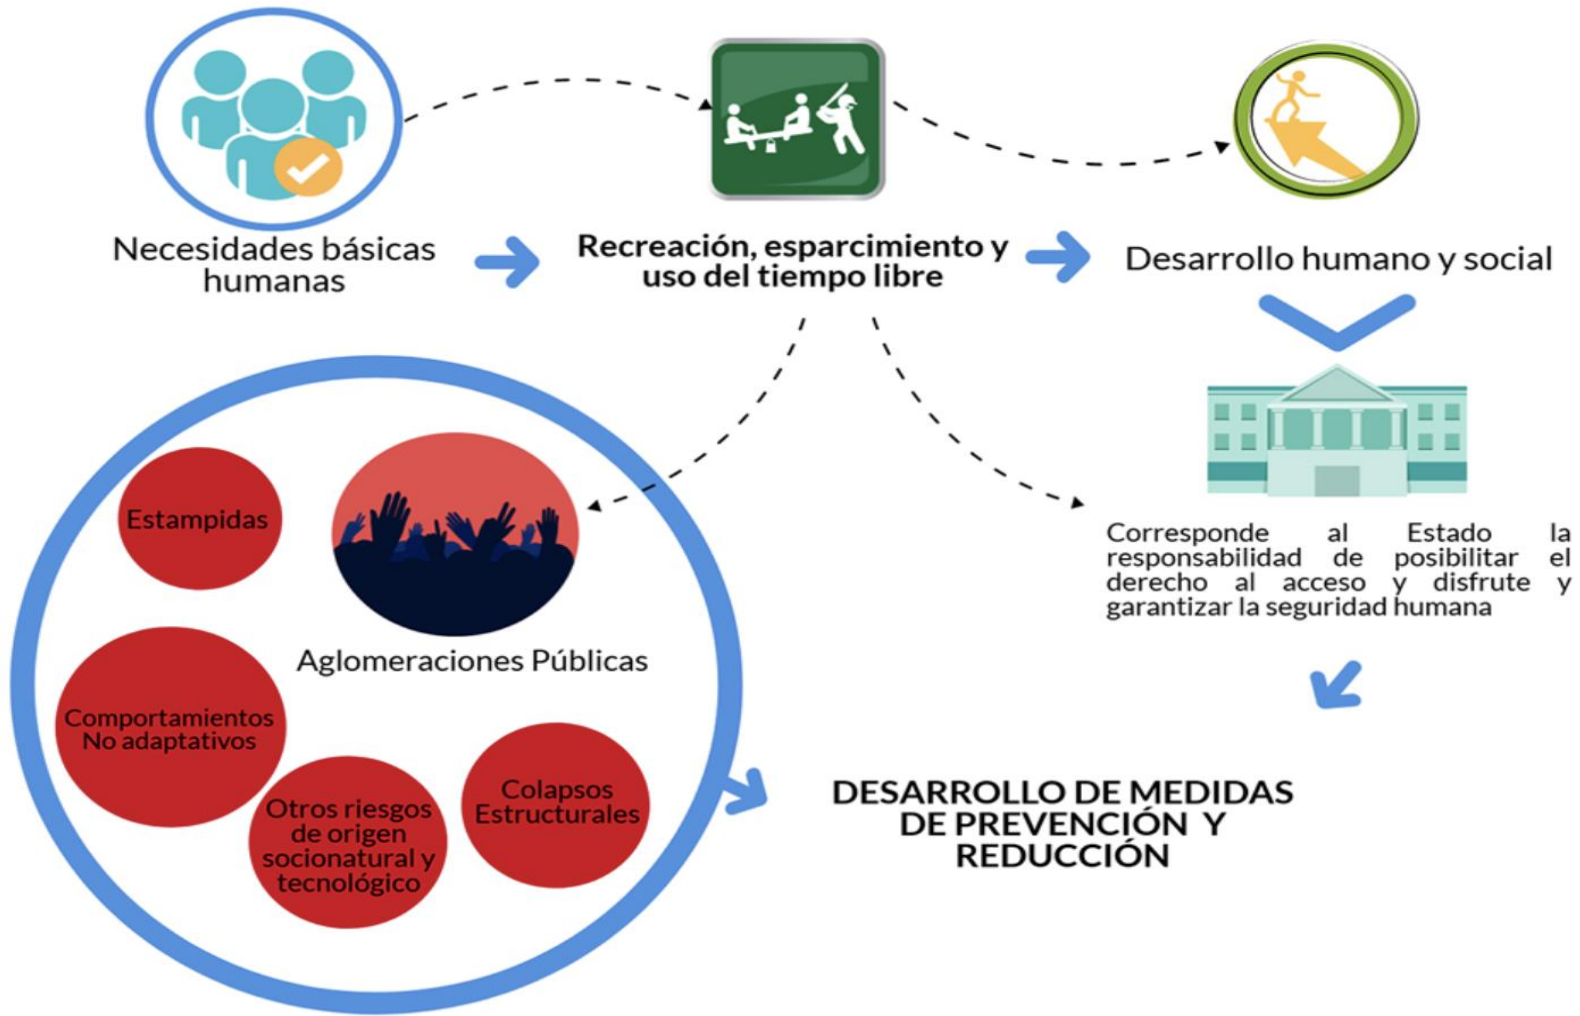 Necesidades básicas
humanas
Recreación, esparcimiento y
uso del tiempo libre
Desarrollo humano y social
Corresponde al Estado la
responsabilidad de posibilitar el
derecho al acceso y disfrute y
garantizar la seguridad humana
Estampidas
Aglomeraciones Públicas
Comportamientos
No adaptativos
Otros riesgos
de origen
socionatural y
tecnológico
Colapsos
Estructurales
DESARROLLO DE MEDIDAS
DE PREVENCIÓN Y
REDUCCIÓN